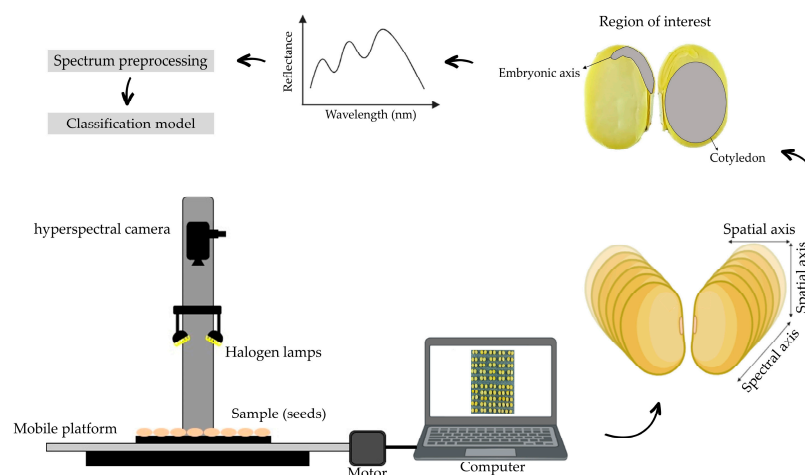 Region of interest
Embryonic axis
Cotyledon
Reflectance
Wavelength (nm)
Spectrum preprocessing
Classification model
hyperspectral camera
Halogen lamps
Sample (seeds)
Mobile platform
Motor
Computer
Spatial axis
Spatial axis
Spectral axis